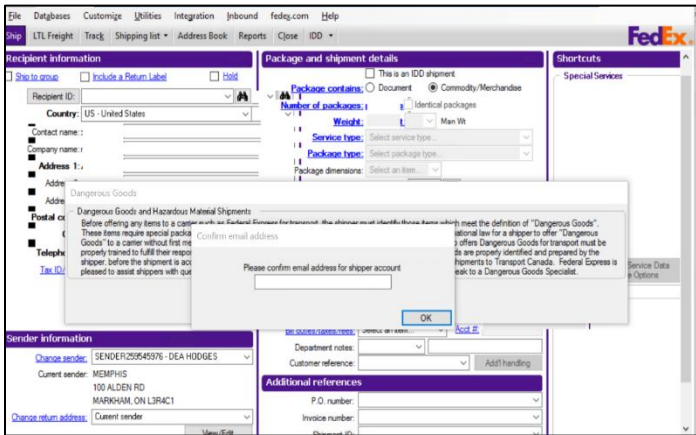 File Databases Customize Utilities Integration Inbound fedex.com Help
Ship LTL Freight Track Shipping list Address Book Reports Close IDD
FedEx
Recipient information
Ship to group Include a Return Label Hold
Recipient ID:
Country: US - United States
Contact name:
Company name:
Address 1:
Telepho
Tax ID/
Package and shipment details
This is an IDD shipment
Package contains: Document Commodity/Merchandise
Number of packages: Identical packages
Weight: Man Wt
Service type: Select service type...
Package type: Select package type...
Package dimensions: Select an item...
Shortcuts
Special Services
Dangerous Goods
Dangerous Goods and Hazardous Material Shipments
Before offering any items to a carrier such as Federal Express for transport, the shipper must identify those items which meet the definition of "Dangerous Goods".
These items require special packa ational law for a shipper to offer "Dangerous
Goods" to a carrier without first me o offers Dangerous Goods for transport must be
properly trained to fulfill their respo ds are properly identified and prepared by the
shipper, before the shipment is acc hipments to Transport Canada. Federal Express is
pleased to assist shippers with que eak to a Dangerous Goods Specialist.
Confirm email address
Please confirm email address for shipper account
OK
Service Data
e Options
Sender information
Change sender: SENDER259545976 - DEA HODGES
Current sender: MEMPHIS
100 ALDEN RD
MARKHAM, ON L3R4C1
Change return address: Current sender
View/Edit
Bill duties/taxes/fees: Select an item... Acct #:
Department notes:
Customer reference: Add'l handling
Additional references
P.O. number:
Invoice number:
Shipment ID: